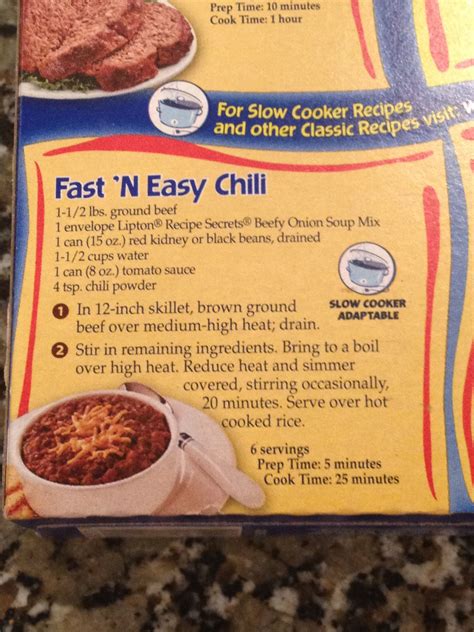 Prep Time: 10 minutes
Cook Time: 1 hour
For Slow Cooker Recipes
and other Classic Recipes visit:
Fast 'N Easy Chili
1-1/2 lbs. ground beef
1 envelope Lipton® Recipe Secrets® Beefy Onion Soup Mix
1 can (15 oz.) red kidney or black beans, drained
1-1/2 cups water
1 can (8 oz.) tomato sauce
4 tsp. chili powder
SLOW COOKER
ADAPTABLE
1 In 12-inch skillet, brown ground
beef over medium-high heat; drain.
2 Stir in remaining ingredients. Bring to a boil
over high heat. Reduce heat and simmer
covered, stirring occasionally,
20 minutes. Serve over hot
cooked rice.
6 servings
Prep Time: 5 minutes
Cook Time: 25 minutes